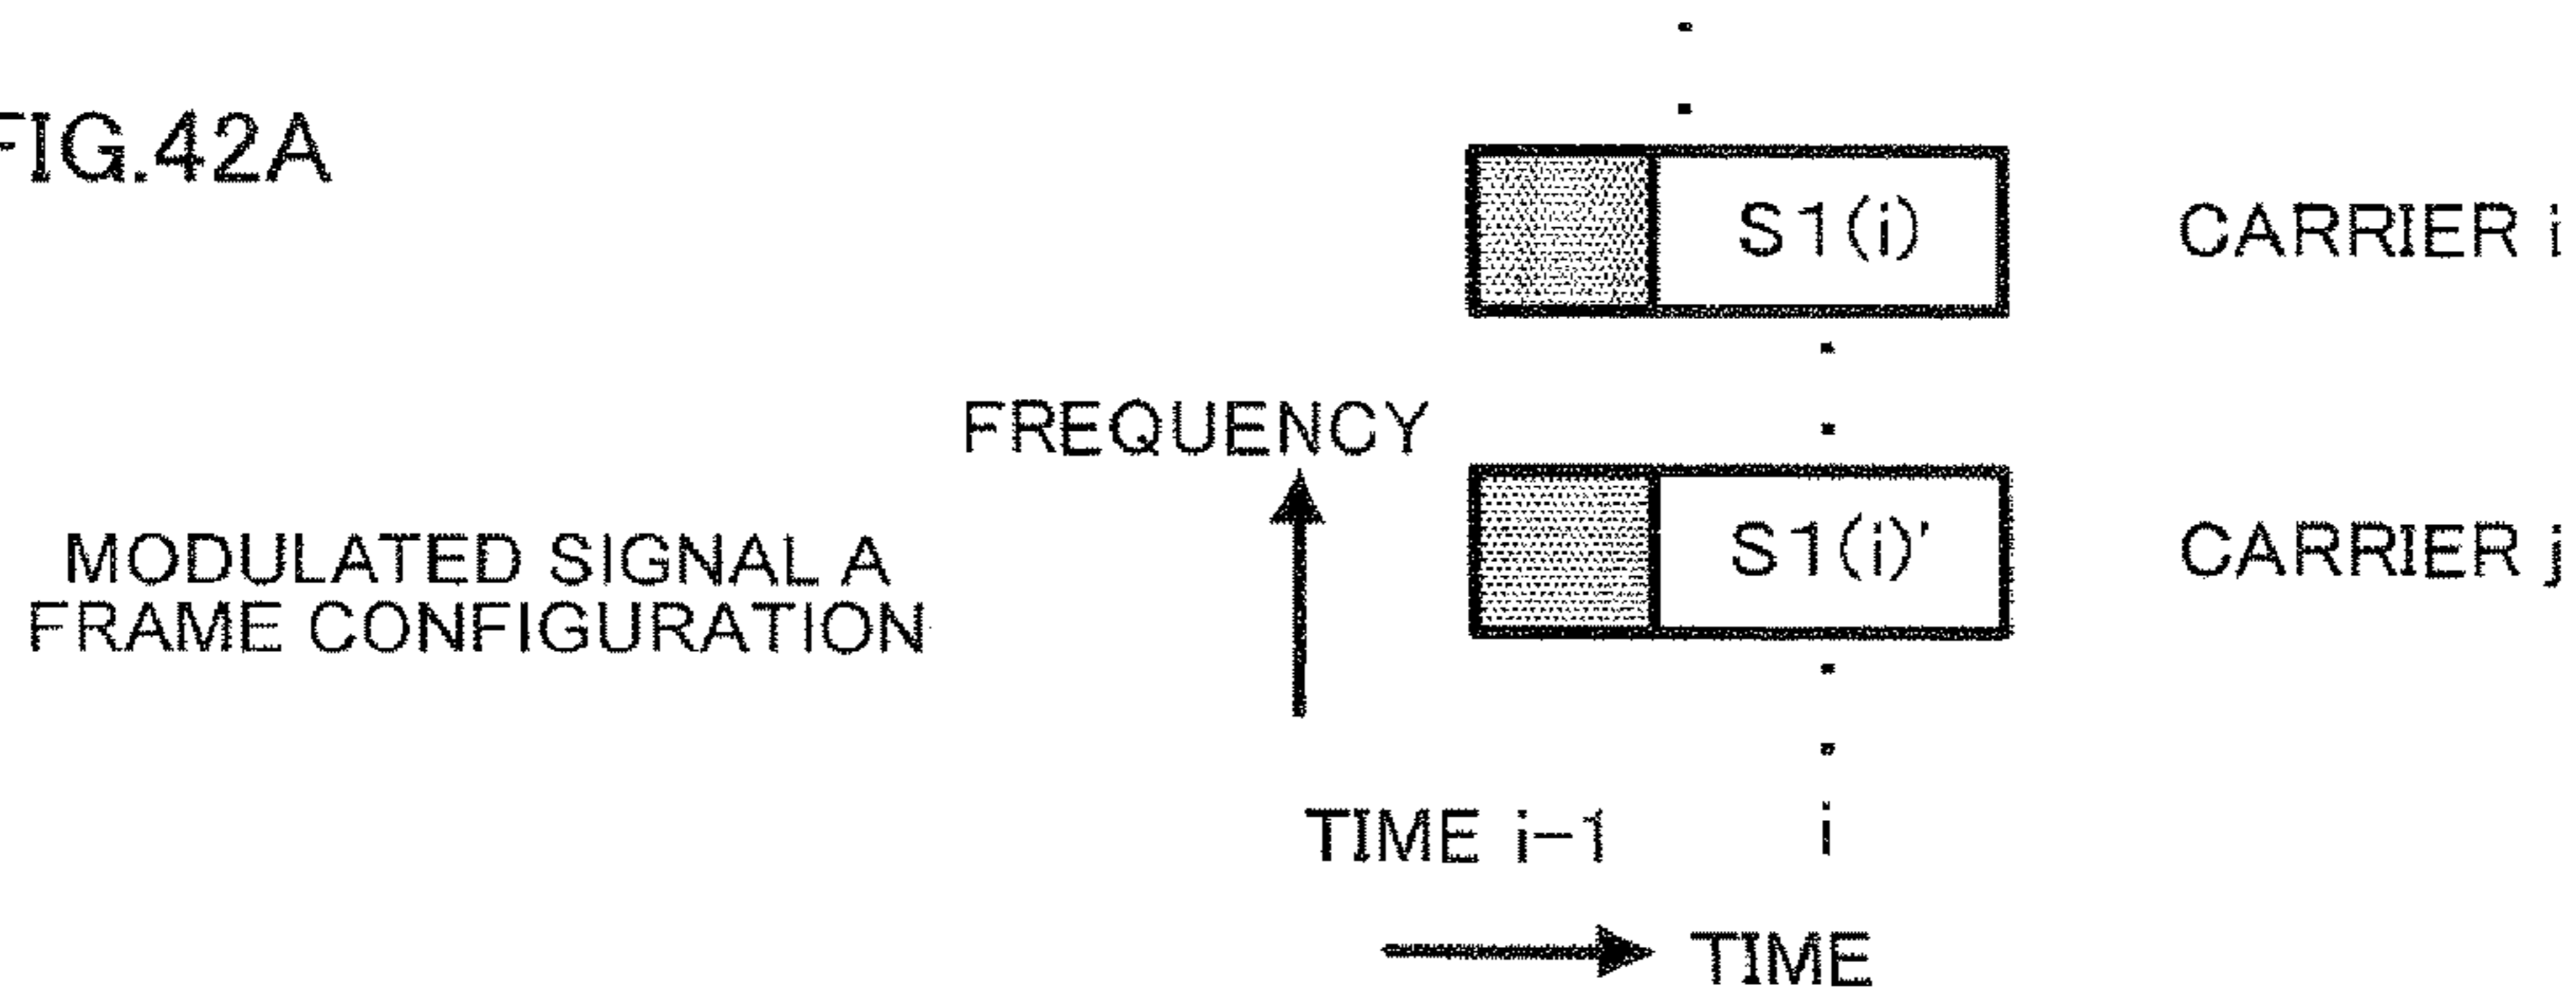 FIG.42A
S1(i) CARRIER i
FREQUENCY
S1(i)' CARRIER j
MODULATED SIGNAL A
FRAME CONFIGURATION
TIME i-1 i
TIME